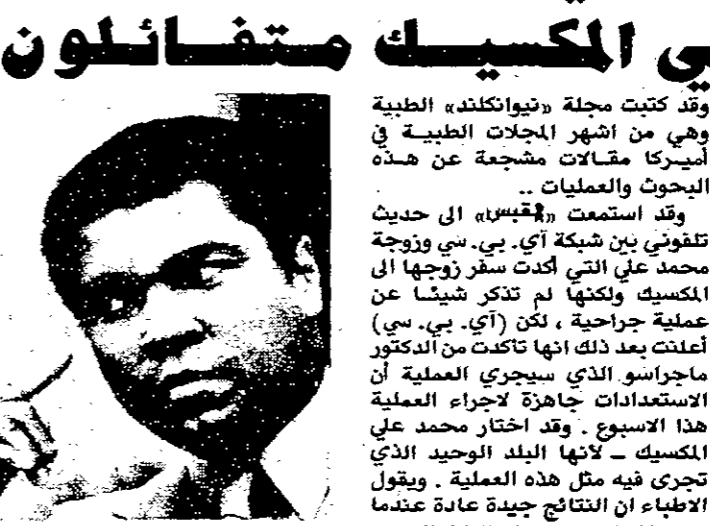 ي المكسيك متفائلون
وقد كتبت مجلة «نيوانكلند» الطبية
وهي من اشهر المجلات الطبية في
أميركا مقالات مشجعة عن هذه
البحوث والعمليات ..
وقد استمعت «القبس» الى حديث
تلفوني بين شبكة آي. بي. سي وزوجة
محمد علي التي أكدت سفر زوجها الى
المكسيك ولكنها لم تذكر شيئا عن
عملية جراحية ، لكن (آي. بي. سي)
أعلنت بعد ذلك انها تاكدت من الدكتور
ماجراسو الذي سيجري العملية أن
الاستعدادات جاهزة لاجراء العملية
هذا الاسبوع . وقد اختار محمد علي
المكسيك ـ لأنها البلد الوحيد الذي
تجري فيه مثل هذه العملية . ويقول
الاطباء ان النتائج جيدة عادة عندما